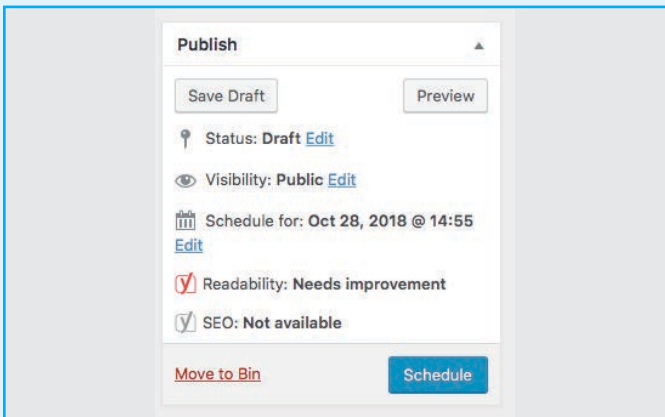 Publish
Save Draft Preview
Status: Draft Edit
Visibility: Public Edit
Schedule for: Oct 28, 2018 @ 14:55
Edit
Readability: Needs improvement
SEO: Not available
Move to Bin Schedule